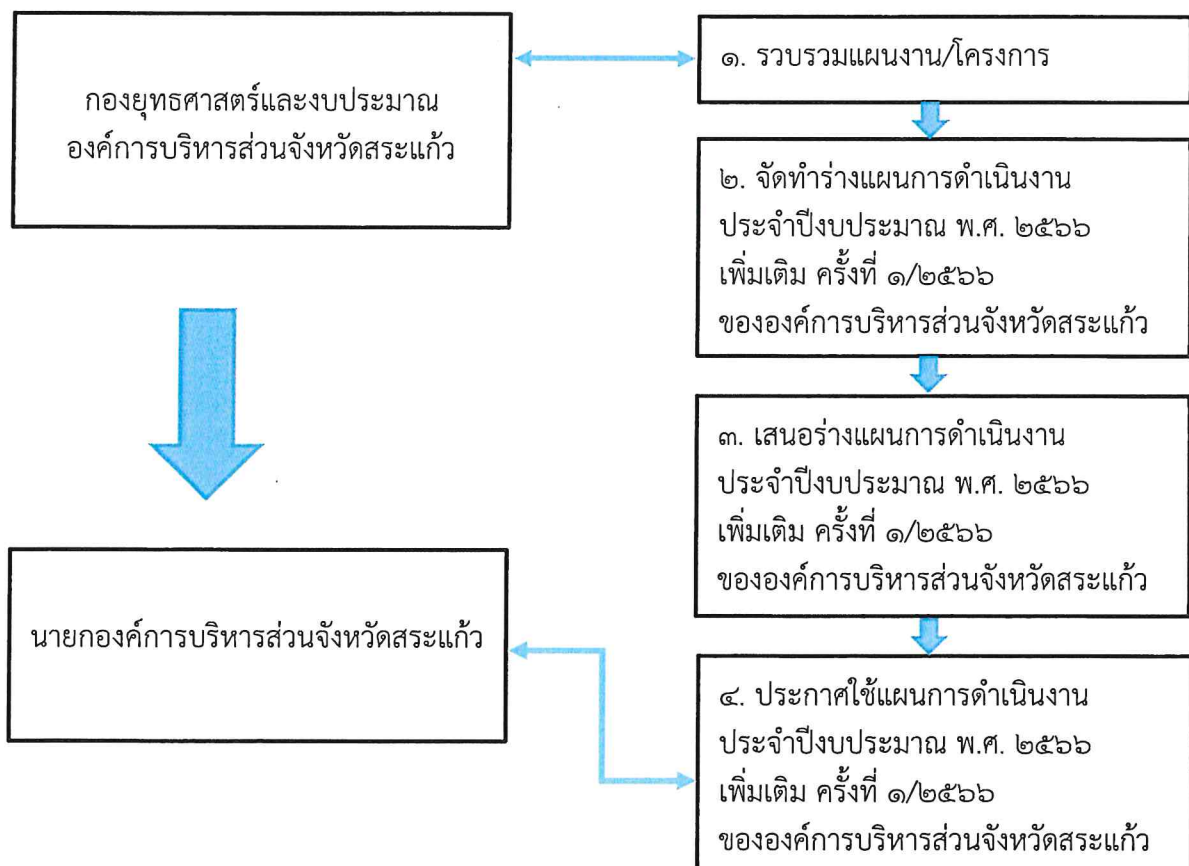 กองยุทธศาสตร์และงบประมาณ
องค์การบริหารส่วนจังหวัดสระแก้ว
๑. รวบรวมแผนงาน/โครงการ
๒. จัดทำร่างแผนการดำเนินงาน
ประจำปีงบประมาณ พ.ศ. ๒๕๖๖
เพิ่มเติม ครั้งที่ ๑/๒๕๖๖
ขององค์การบริหารส่วนจังหวัดสระแก้ว
๓. เสนอร่างแผนการดำเนินงาน
ประจำปีงบประมาณ พ.ศ. ๒๕๖๖
เพิ่มเติม ครั้งที่ ๑/๒๕๖๖
ขององค์การบริหารส่วนจังหวัดสระแก้ว
นายกองค์การบริหารส่วนจังหวัดสระแก้ว
๔. ประกาศใช้แผนการดำเนินงาน
ประจำปีงบประมาณ พ.ศ. ๒๕๖๖
เพิ่มเติม ครั้งที่ ๑/๒๕๖๖
ขององค์การบริหารส่วนจังหวัดสระแก้ว